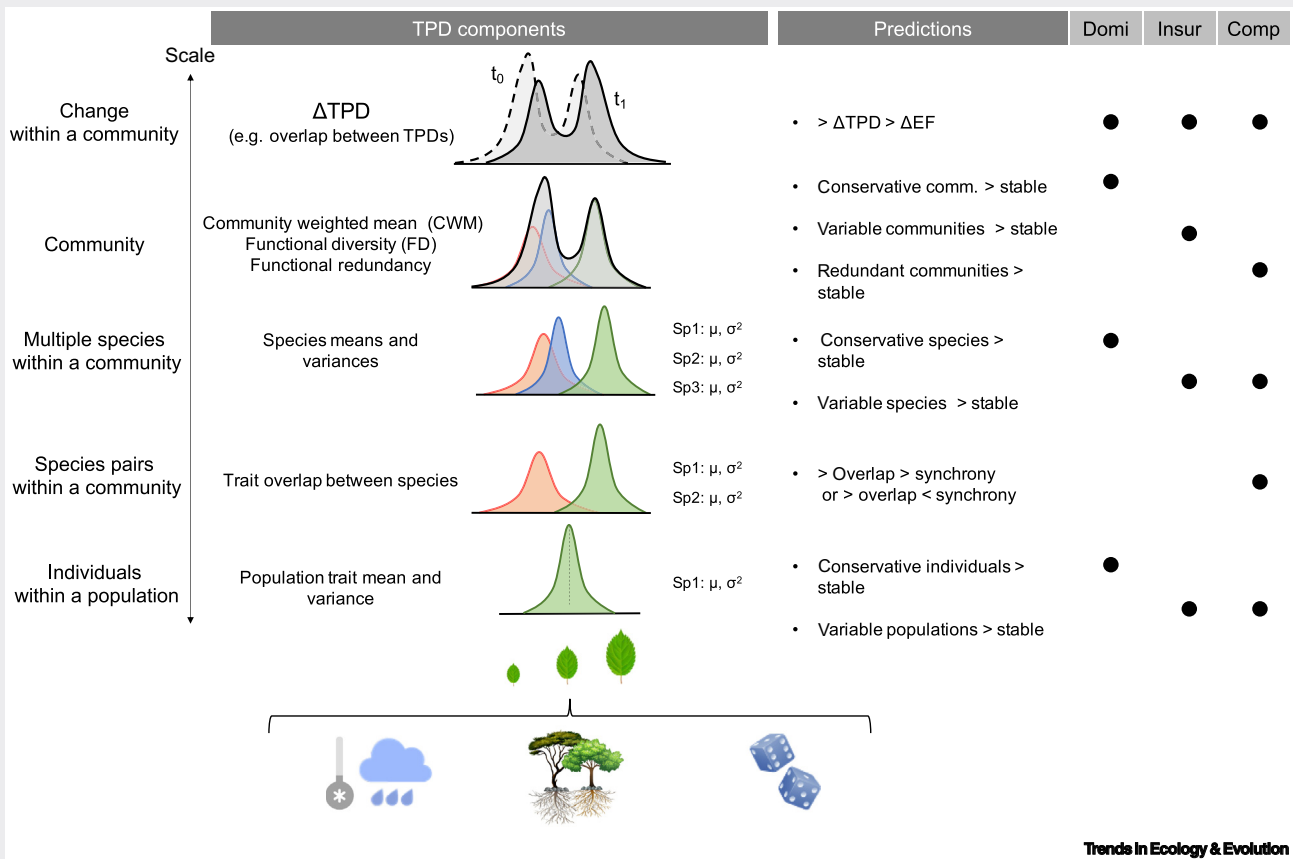 TPD components
Predictions
Domi
Insur
Comp
Scale
Change
within a community
ΔTPD
(e.g. overlap between TPDs)
t0
t1
• > ΔTPD > ΔEF
Community
Community weighted mean (CWM)
Functional diversity (FD)
Functional redundancy
• Conservative comm. > stable
• Variable communities > stable
• Redundant communities >
stable
Multiple species
within a community
Species means and
variances
Sp1: μ, σ²
Sp2: μ, σ²
Sp3: μ, σ²
• Conservative species >
stable
• Variable species > stable
Species pairs
within a community
Trait overlap between species
Sp1: μ, σ²
Sp2: μ, σ²
• > Overlap > synchrony
or > overlap < synchrony
Individuals
within a population
Population trait mean and
variance
Sp1: μ, σ²
• Conservative individuals >
stable
• Variable populations > stable
Trends in Ecology & Evolution